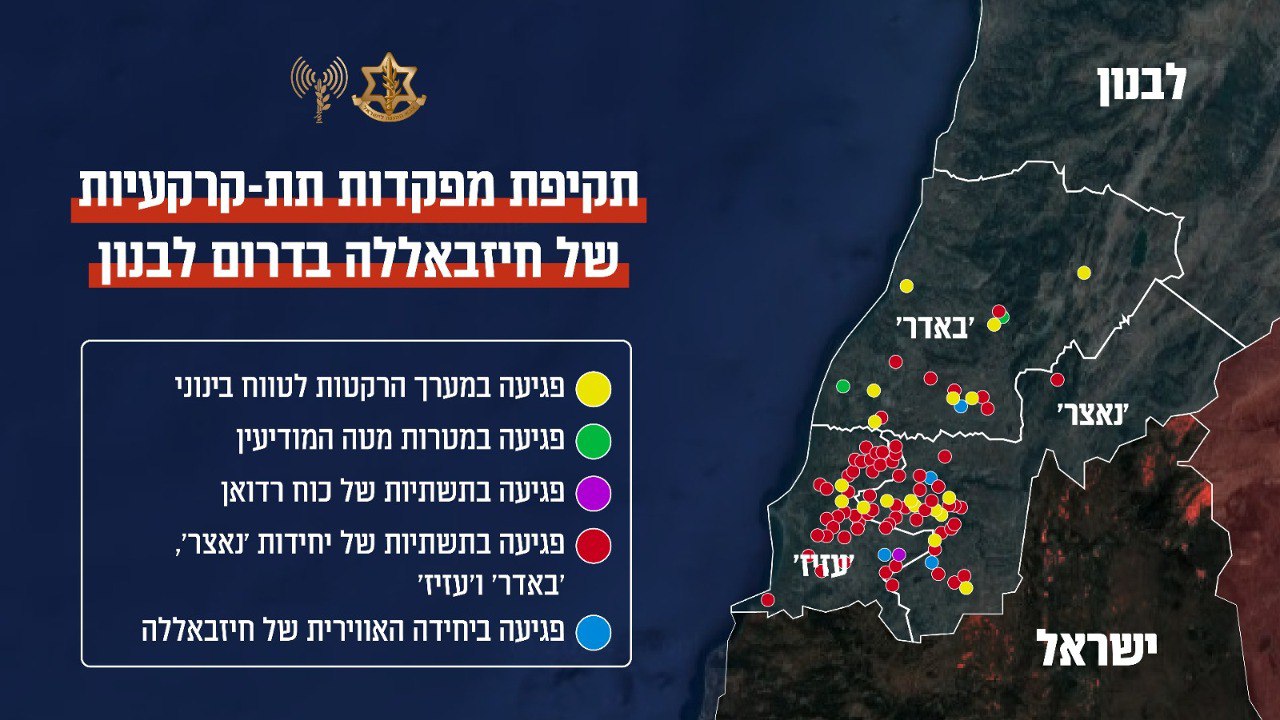 תקיפת מפקדות תת-קרקעיות
של חיזבאללה בדרום לבנון
פגיעה במערך הרקטות לטווח בינוני
פגיעה במטרות מטה המודיעין
פגיעה בתשתיות של כוח רדואן
פגיעה בתשתיות של יחידות 'נאצר',
'באדר' ו'עזיז'
פגיעה ביחידה האווירית של חיזבאללה
לבנון
'באדר'
'נאצר'
'עזיז'
ישראל